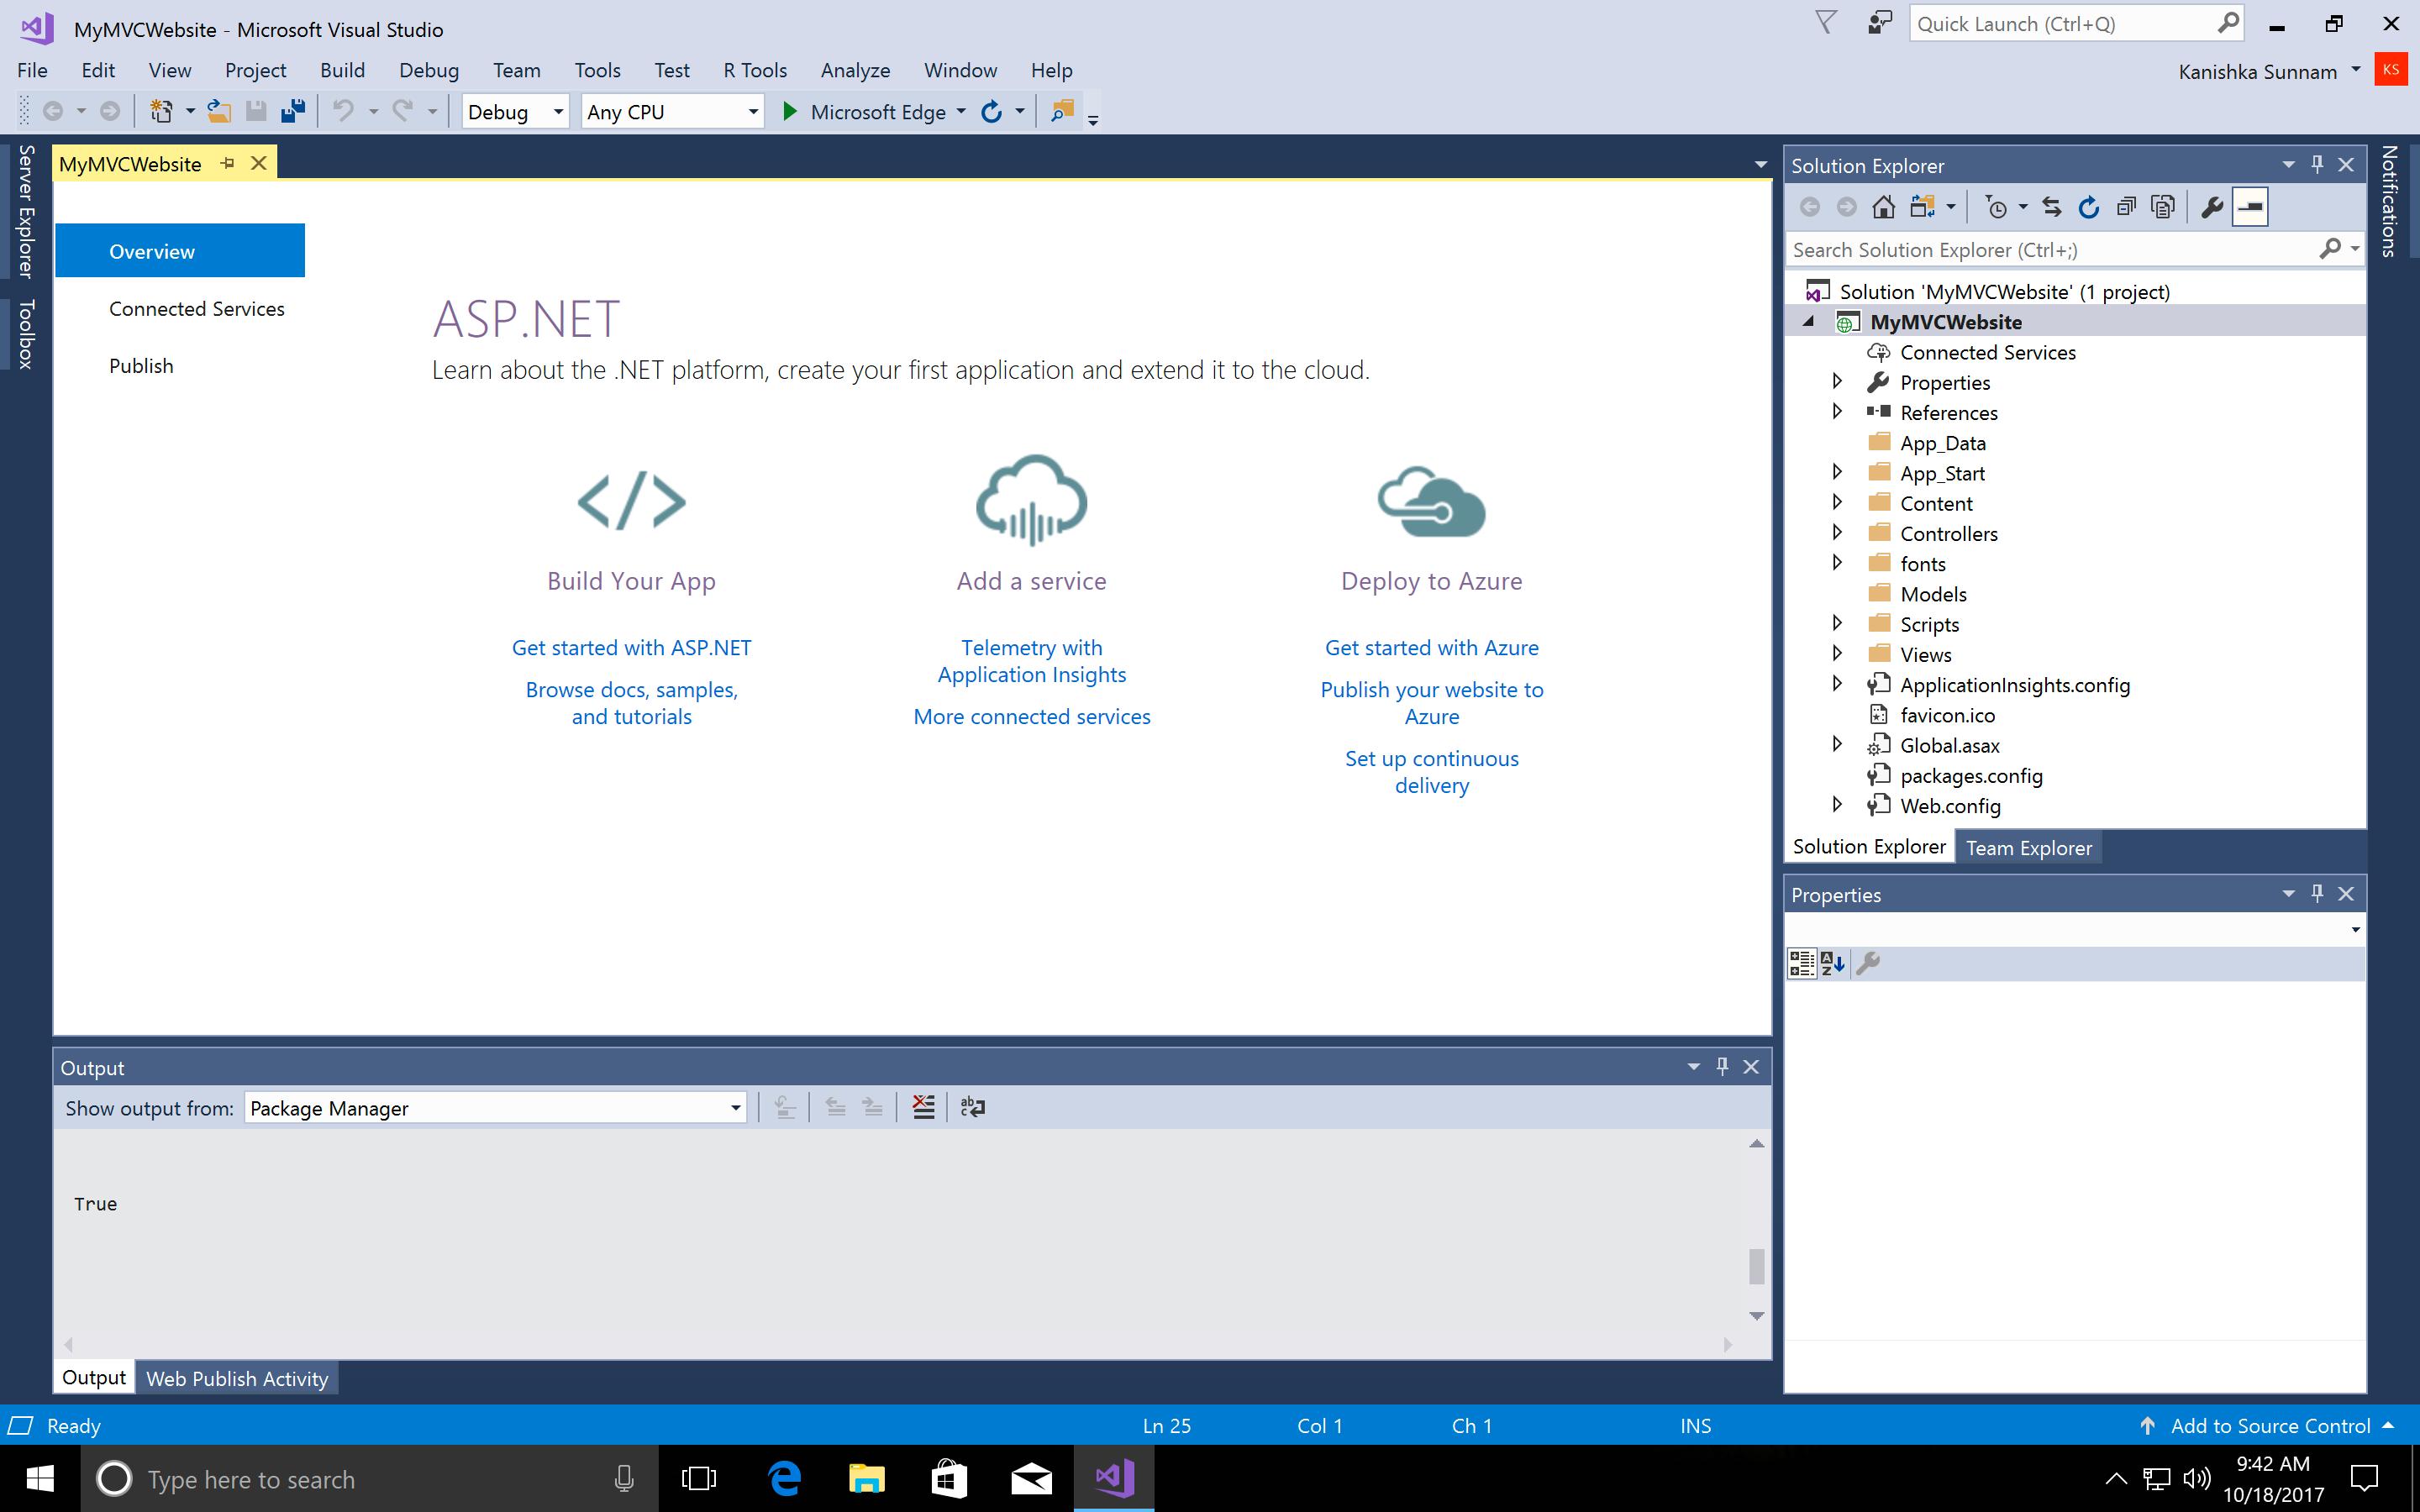 MyMVCWebsite - Microsoft Visual Studio
Quick Launch (Ctrl+Q)
File Edit View Project Build Debug Team Tools Test R Tools Analyze Window Help
Kanishka Sunnam KS
Debug Any CPU Microsoft Edge
Server Explorer
Toolbox
MyMVCWebsite
Overview
Connected Services
Publish
ASP.NET
Learn about the .NET platform, create your first application and extend it to the cloud.
Build Your App
Get started with ASP.NET
Browse docs, samples,
and tutorials
Add a service
Telemetry with
Application Insights
More connected services
Deploy to Azure
Get started with Azure
Publish your website to
Azure
Set up continuous
delivery
Output
Show output from: Package Manager
True
Output Web Publish Activity
Solution Explorer
Search Solution Explorer (Ctrl+;)
Solution 'MyMVCWebsite' (1 project)
MyMVCWebsite
Connected Services
Properties
References
App_Data
App_Start
Content
Controllers
fonts
Models
Scripts
Views
ApplicationInsights.config
favicon.ico
Global.asax
packages.config
Web.config
Solution Explorer Team Explorer
Properties
Notifications
Ready Ln 25 Col 1 Ch 1 INS Add to Source Control
Type here to search
9:42 AM
10/18/2017